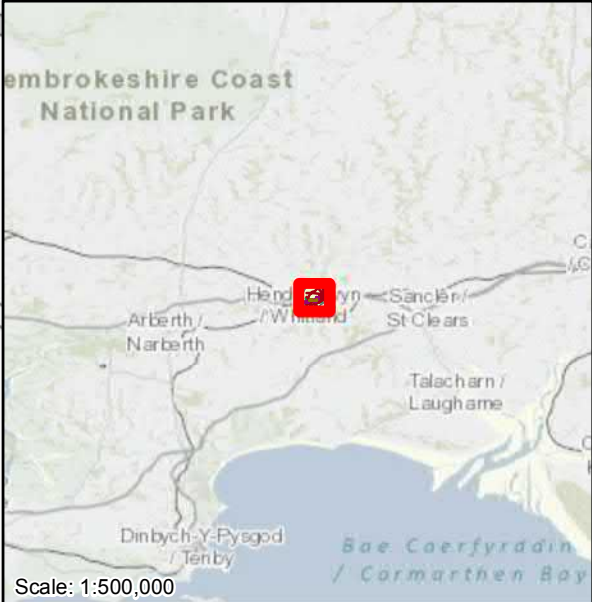 embrokeshire Coast
National Park
Sanclêr /
St Clears
Arberth /
Narberth
Talacharn /
Laugharne
Dinbych-Y-Pysgod
/ Tenby
Bae Caerfyrddin
/ Carmarthen Bay
Scale: 1:500,000